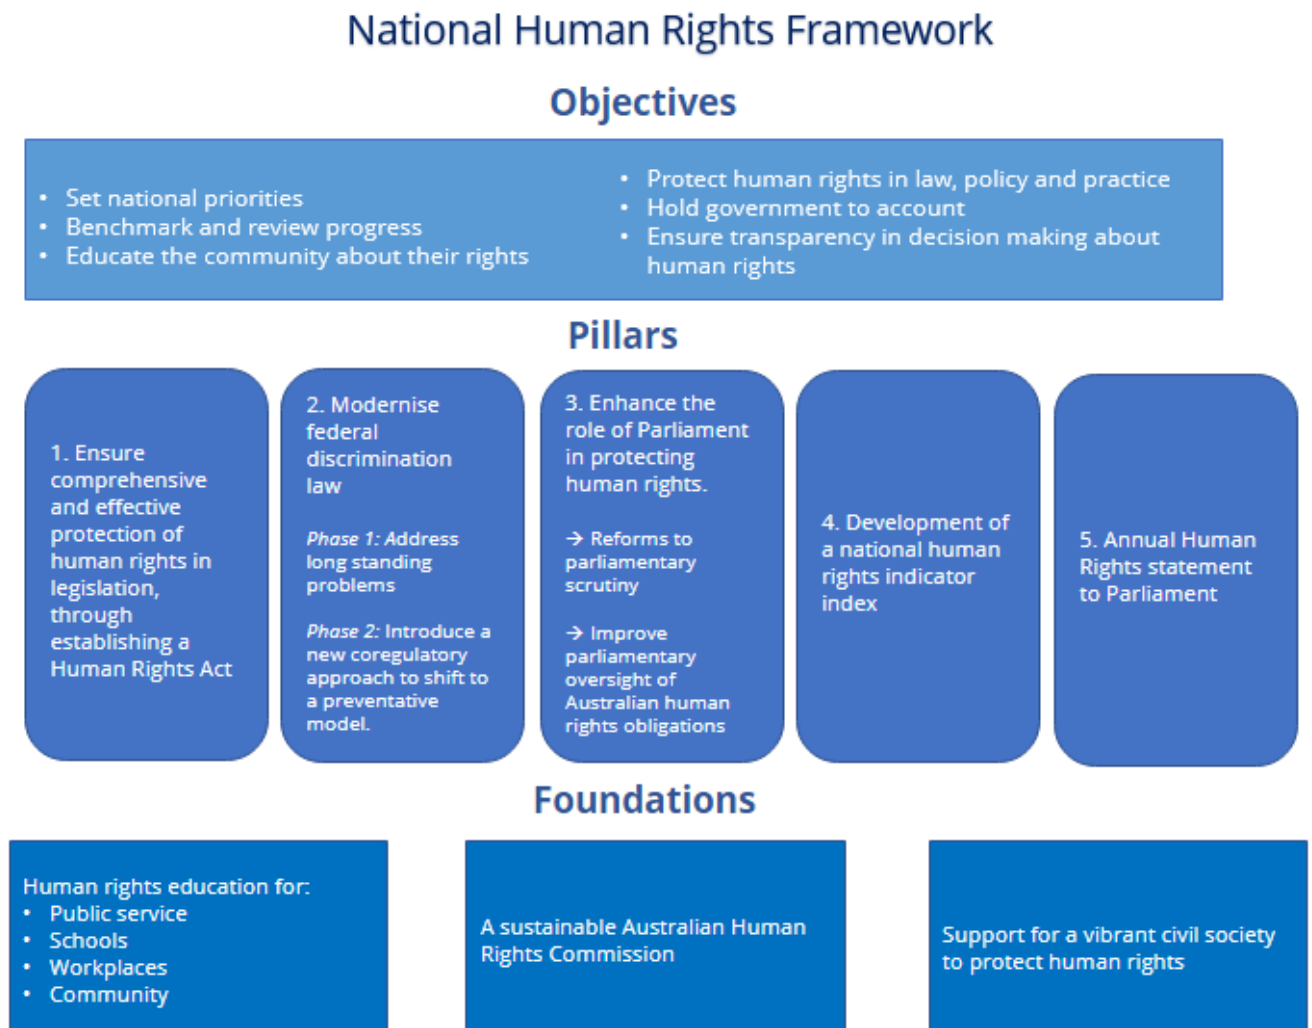 National Human Rights Framework
Objectives
• Set national priorities
• Benchmark and review progress
• Educate the community about their rights
• Protect human rights in law, policy and practice
• Hold government to account
• Ensure transparency in decision making about
human rights
Pillars
1. Ensure
comprehensive
and effective
protection of
human rights in
legislation,
through
establishing a
Human Rights Act
2. Modernise
federal
discrimination
law
Phase 1: Address
long standing
problems
Phase 2: Introduce a
new coregulatory
approach to shift to
a preventative
model.
3. Enhance the
role of Parliament
in protecting
human rights.
→ Reforms to
parliamentary
scrutiny
→ Improve
parliamentary
oversight of
Australian human
rights obligations
4. Development of
a national human
rights indicator
index
5. Annual Human
Rights statement
to Parliament
Foundations
Human rights education for:
• Public service
• Schools
• Workplaces
• Community
A sustainable Australian Human
Rights Commission
Support for a vibrant civil society
to protect human rights